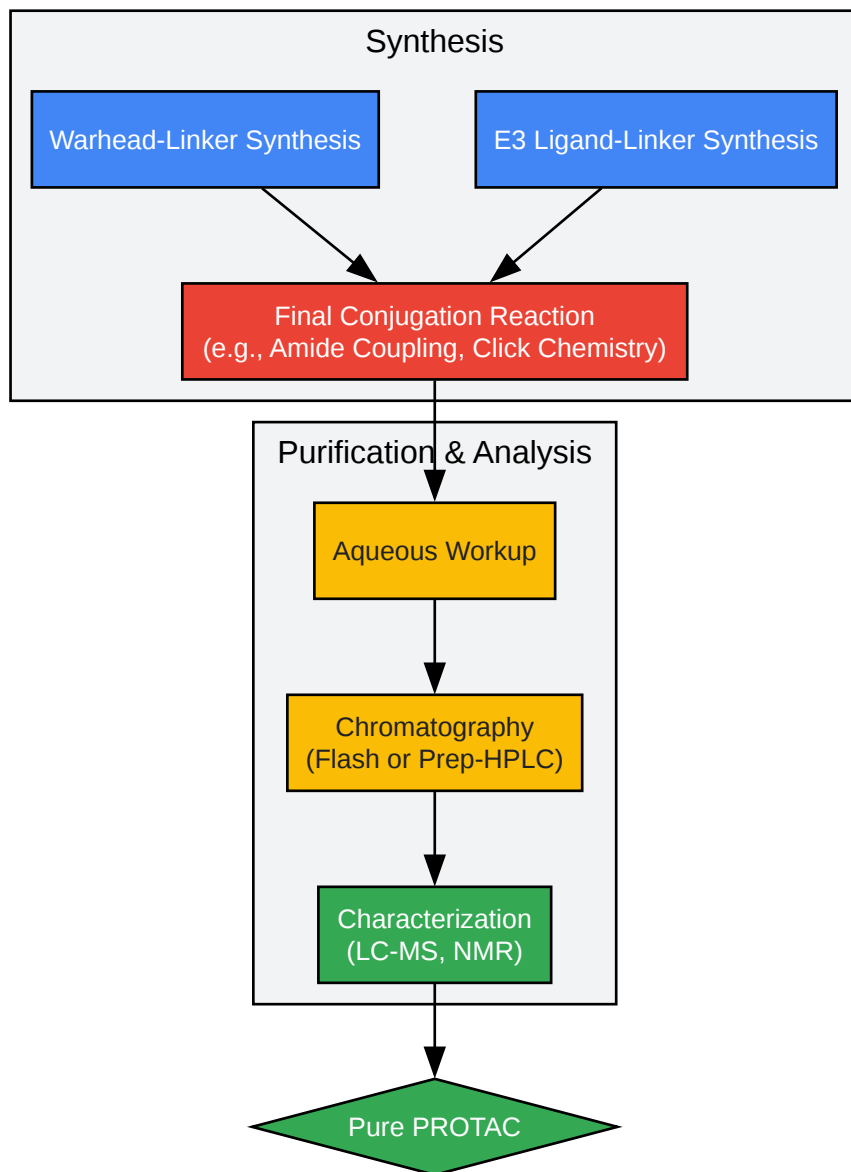 Synthesis
Warhead-Linker Synthesis
E3 Ligand-Linker Synthesis
Final Conjugation Reaction
(e.g., Amide Coupling, Click Chemistry)
Purification & Analysis
Aqueous Workup
Chromatography
(Flash or Prep-HPLC)
Characterization
(LC-MS, NMR)
Pure PROTAC